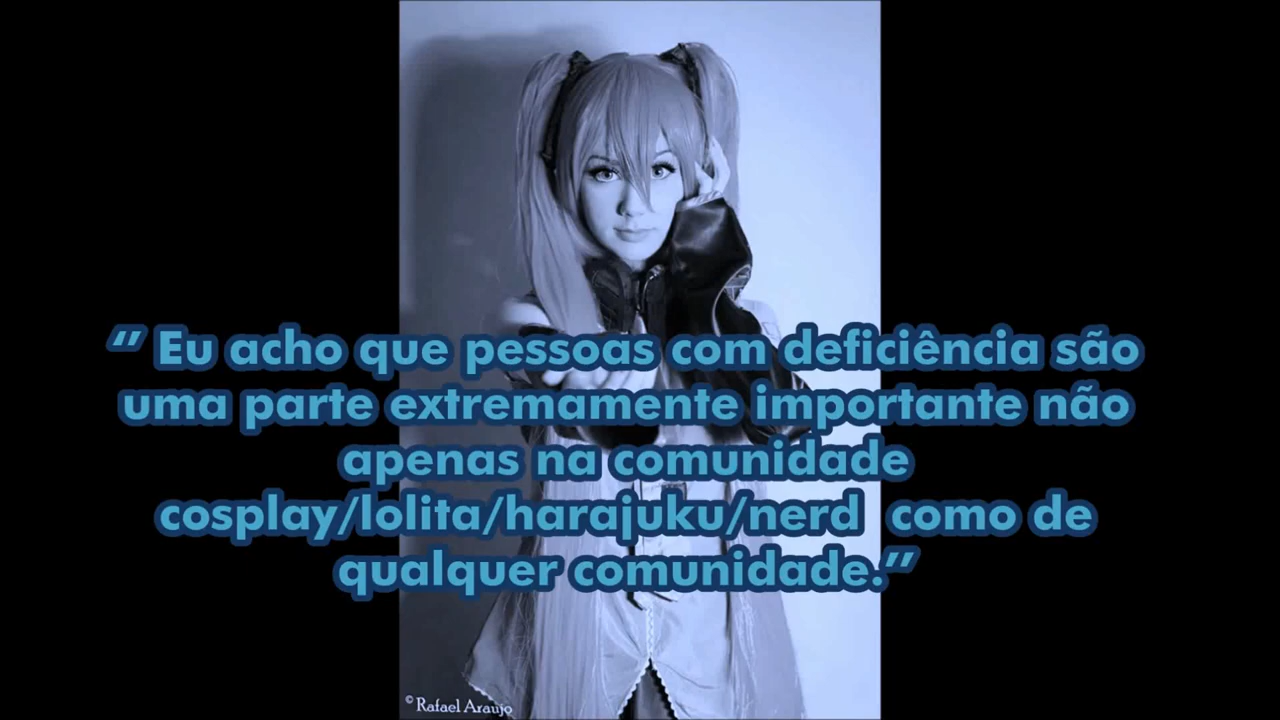 ‘’ Eu acho que pessoas com deficiência são
uma parte extremamente importante não
apenas na comunidade
cosplay/lolita/harajuku/nerd  como de
qualquer comunidade.’’
© Rafael Araujo